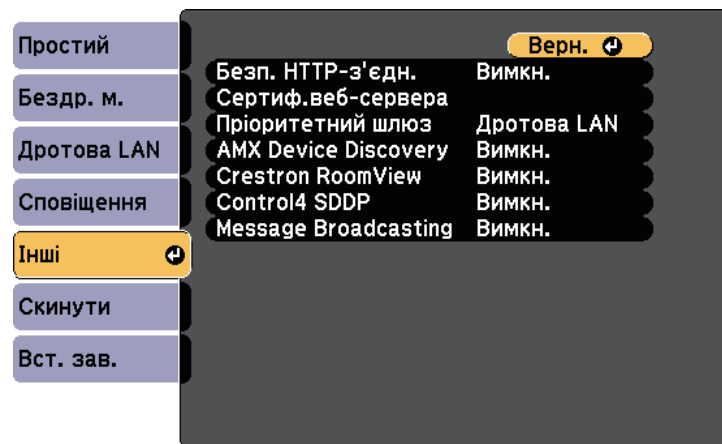 Простий
Бездр. м.
Дротова LAN
Сповіщення
Інші
Скинути
Вст. зав.
Верн.
Безп. HTTP-з'єдн. Вимкн.
Сертиф.веб-сервера
Пріоритетний шлюз Дротова LAN
AMX Device Discovery Вимкн.
Crestron RoomView Вимкн.
Control4 SDDP Вимкн.
Message Broadcasting Вимкн.